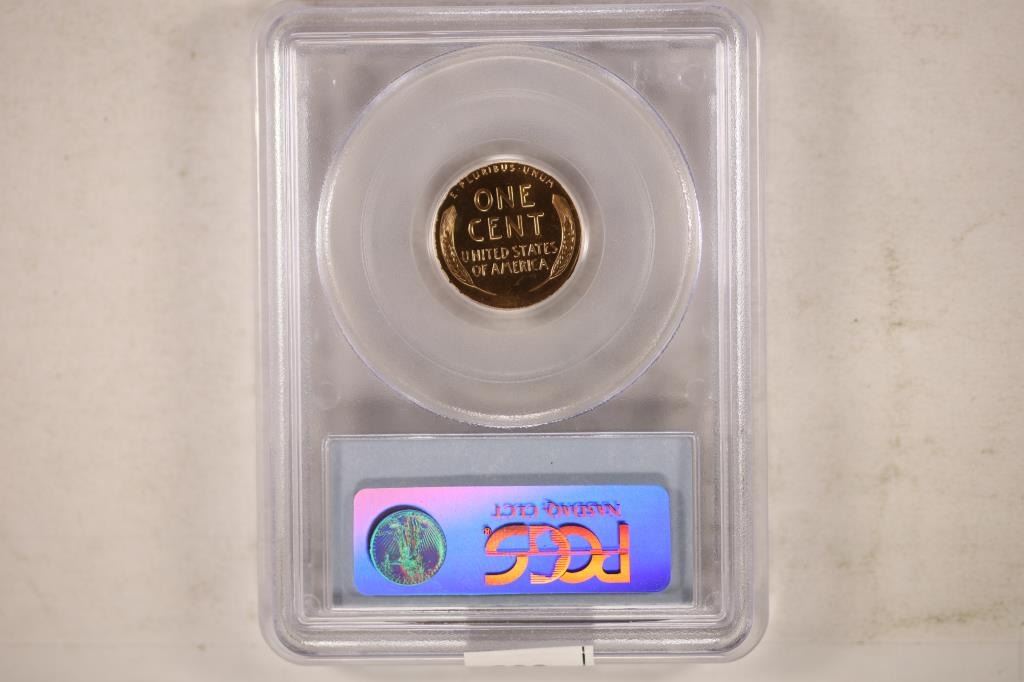 E·PLURIBUS·UNUM
ONE
CENT
UNITED STATES
OF AMERICA
NASDAQ: CLCT
PCGS®